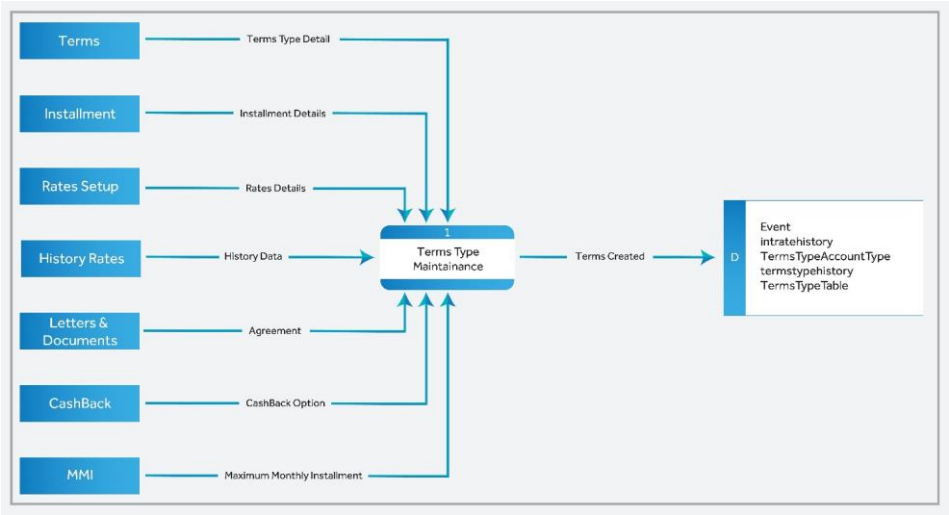 Terms
Terms Type Detail
Installment
Installment Details
Rates Setup
Rates Details
1
History Rates
History Data
Terms Type
Maintainance
Terms Created
D
Event
intratehistory
TermsTypeAccountType
termstypehistory
TermsTypeTable
Letters &
Documents
Agreement
CashBack
CashBack Option
MMI
Maximum Monthly Installment